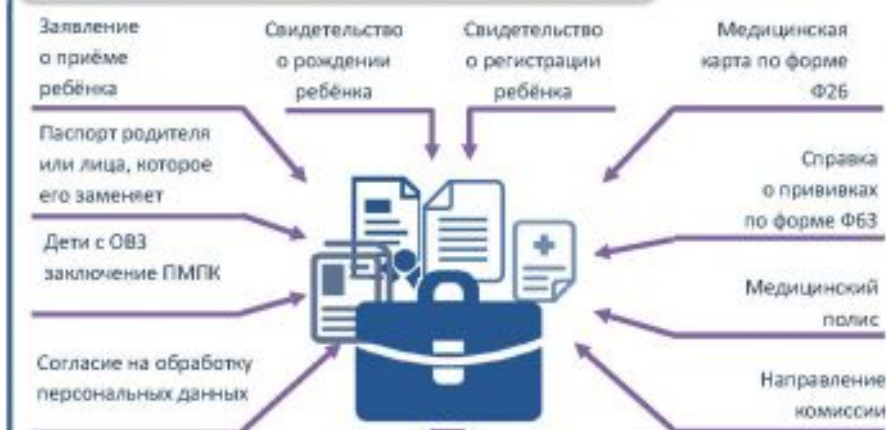 Заявление
о приёме
ребёнка
Свидетельство
о рождении
ребёнка
Свидетельство
о регистрации
ребёнка
Медицинская
карта по форме
Ф26
Паспорт родителя
или лица, которое
его заменяет
Справка
о прививках
по форме Ф63
Дети с ОВЗ
заключение ПМПК
Медицинский
полис
Согласие на обработку
персональных данных
Направление
комиссии